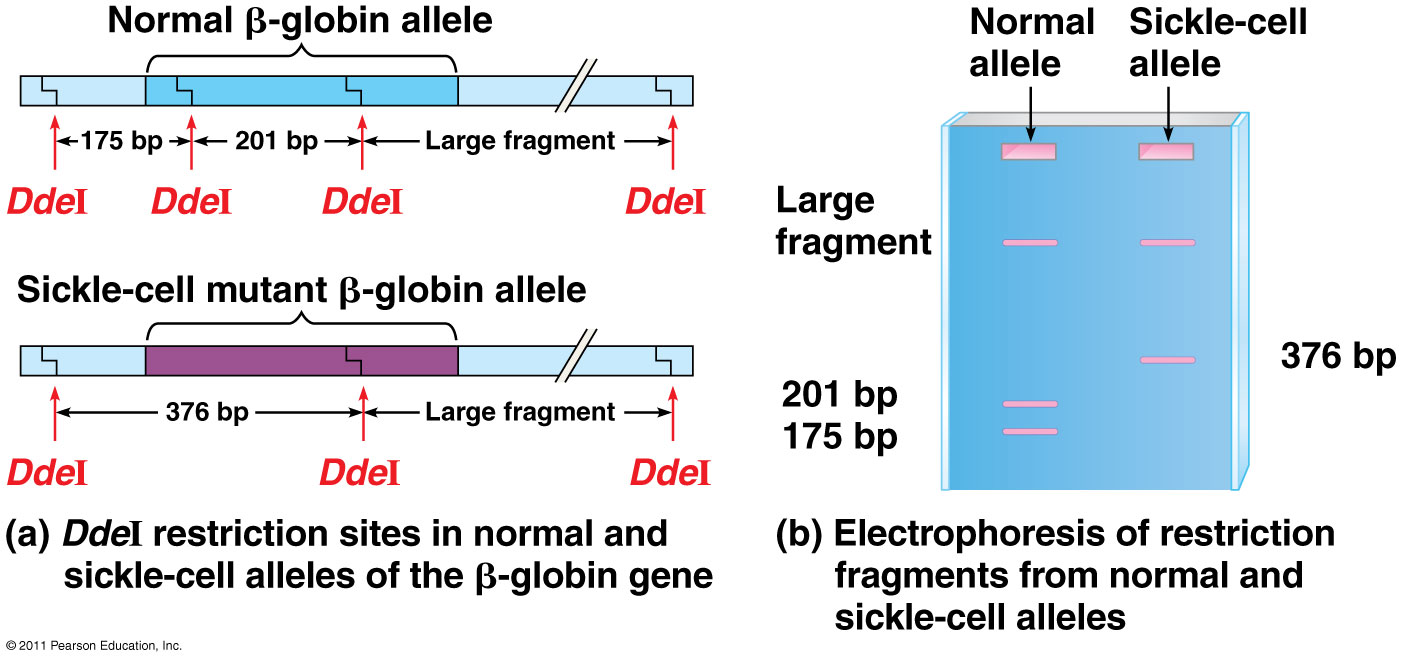 Normal β-globin allele
175 bp
201 bp
Large fragment
DdeI
DdeI
DdeI
DdeI
Sickle-cell mutant β-globin allele
376 bp
Large fragment
DdeI
DdeI
DdeI
(a) DdeI restriction sites in normal and
sickle-cell alleles of the β-globin gene
© 2011 Pearson Education, Inc.
Normal
allele
Sickle-cell
allele
Large
fragment
376 bp
201 bp
175 bp
(b) Electrophoresis of restriction
fragments from normal and
sickle-cell alleles